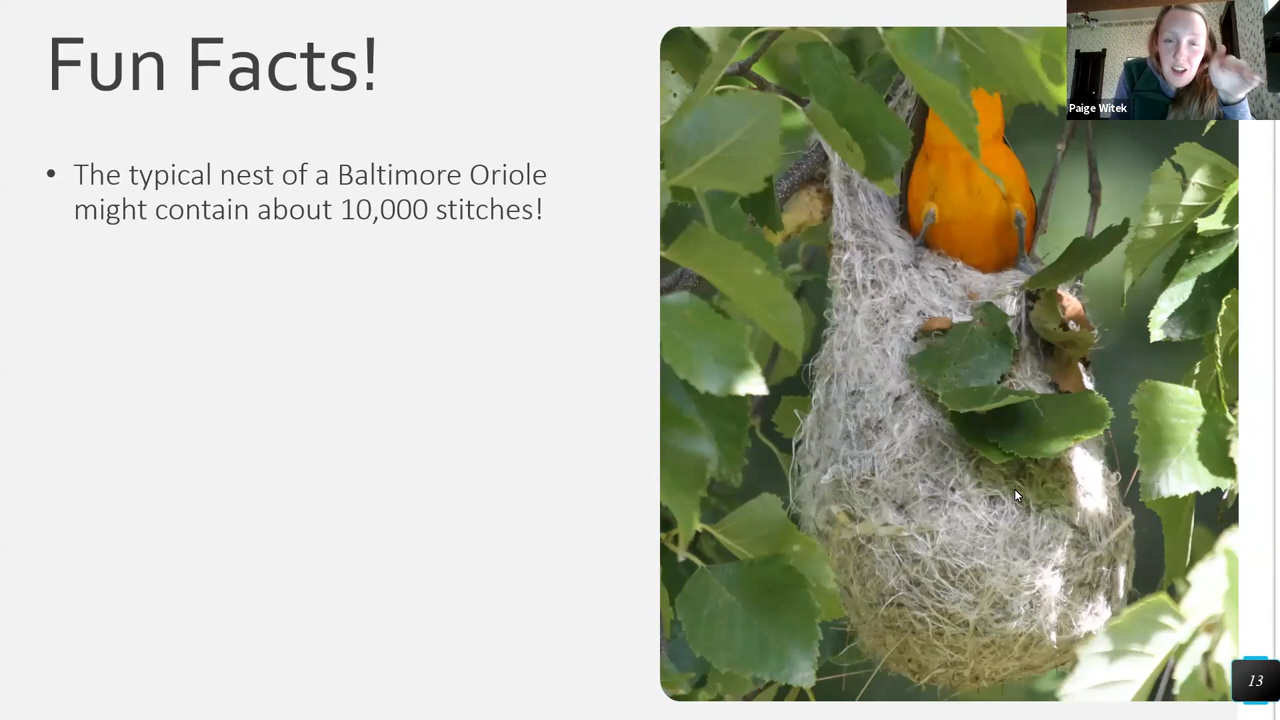 Fun Facts!
Paige Witek
• The typical nest of a Baltimore Oriole
might contain about 10,000 stitches!
13